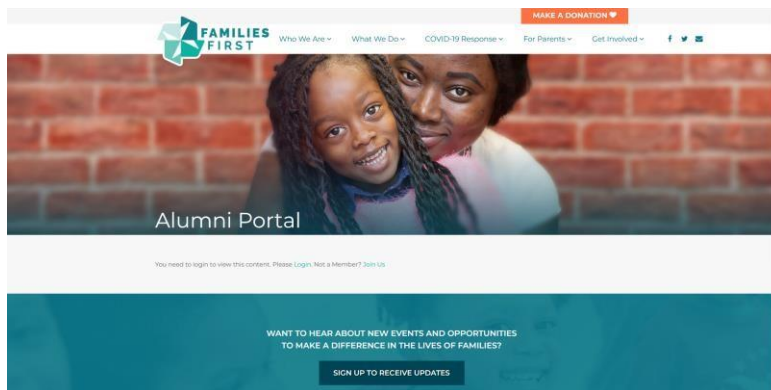 MAKE A DONATION
FAMILIES
FIRST
Who We Are
What We Do
COVID-19 Response
For Parents
Get Involved
Alumni Portal
You need to login to view this content. Please Login. Not a Member? Join Us
WANT TO HEAR ABOUT NEW EVENTS AND OPPORTUNITIES
TO MAKE A DIFFERENCE IN THE LIVES OF FAMILIES?
SIGN UP TO RECEIVE UPDATES